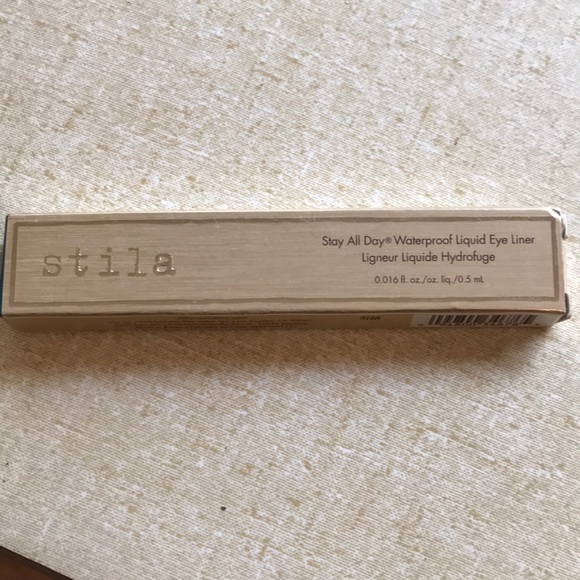 stila
Stay All Day® Waterproof Liquid Eye Liner
Ligneur Liquide Hydrofuge
0.016 fl. oz./oz. liq./0.5 mL